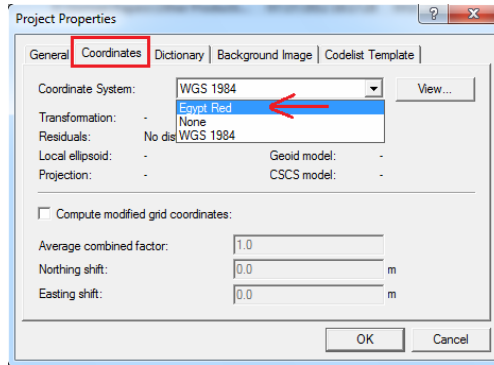 Project Properties
General Coordinates Dictionary Background Image Codelist Template
Coordinate System: WGS 1984 View...
Egypt Red
Transformation: -
None
Residuals: No dis WGS 1984
Local ellipsoid: - Geoid model: -
Projection: - CSCS model: -
Compute modified grid coordinates:
Average combined factor: 1.0
Northing shift: 0.0 m
Easting shift: 0.0 m
OK Cancel